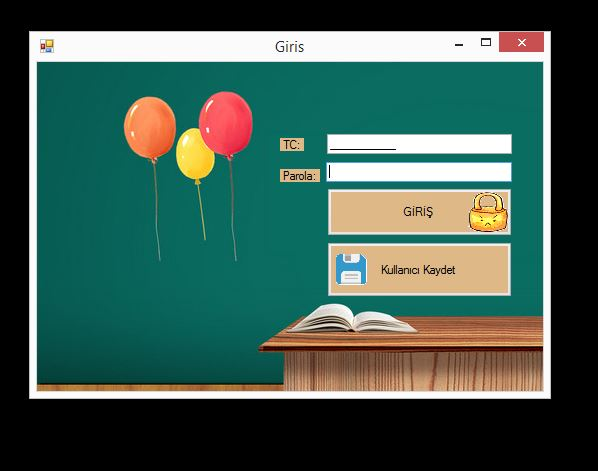 Giris
TC:
Parola:
GİRİŞ
Kullanıcı Kaydet